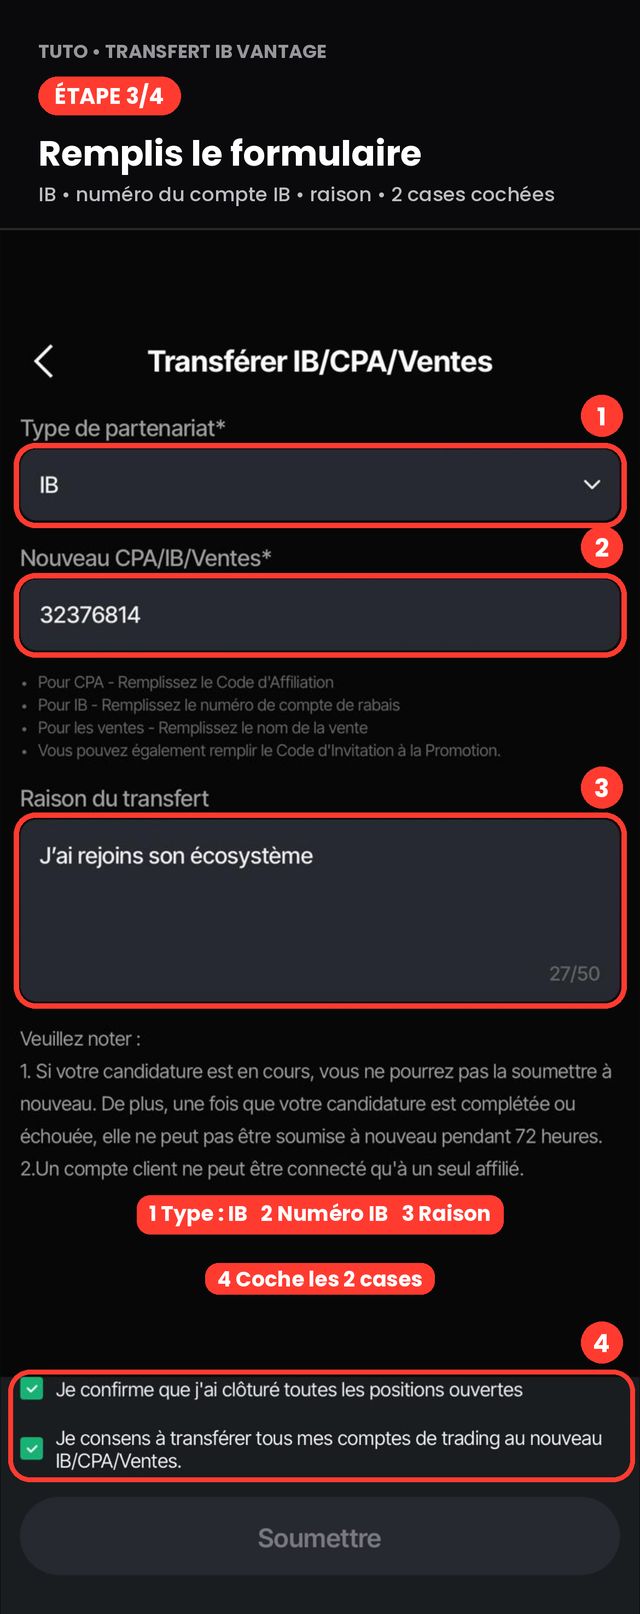 TUTO • TRANSFERT IB VANTAGE
ÉTAPE 3/4
Remplis le formulaire
IB • numéro du compte IB • raison • 2 cases cochées
Transférer IB/CPA/Ventes
1
Type de partenariat*
IB
2
Nouveau CPA/IB/Ventes*
32376814
• Pour CPA - Remplissez le Code d'Affiliation
• Pour IB - Remplissez le numéro de compte de rabais
• Pour les ventes - Remplissez le nom de la vente
• Vous pouvez également remplir le Code d'Invitation à la Promotion.
3
Raison du transfert
J’ai rejoins son écosystème
27/50
Veuillez noter :
1. Si votre candidature est en cours, vous ne pourrez pas la soumettre à
nouveau. De plus, une fois que votre candidature est complétée ou
échouée, elle ne peut pas être soumise à nouveau pendant 72 heures.
2.Un compte client ne peut être connecté qu'à un seul affilié.
1 Type : IB 2 Numéro IB 3 Raison
4 Coche les 2 cases
4
Je confirme que j'ai clôturé toutes les positions ouvertes
Je consens à transférer tous mes comptes de trading au nouveau
IB/CPA/Ventes.
Soumettre